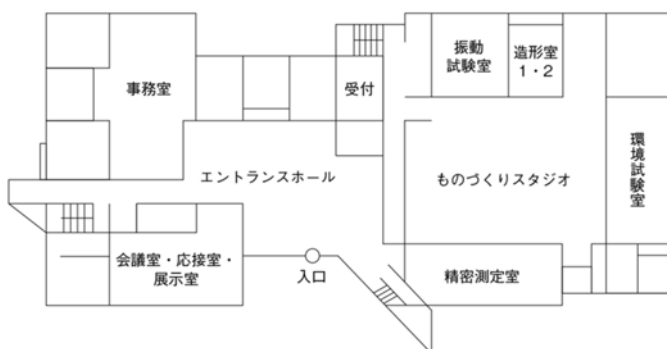 振動
試験室
造形室
1・2
事務室
受付
環境試験室
エントランスホール
ものづくりスタジオ
会議室・応接室・
展示室
入口
精密測定室